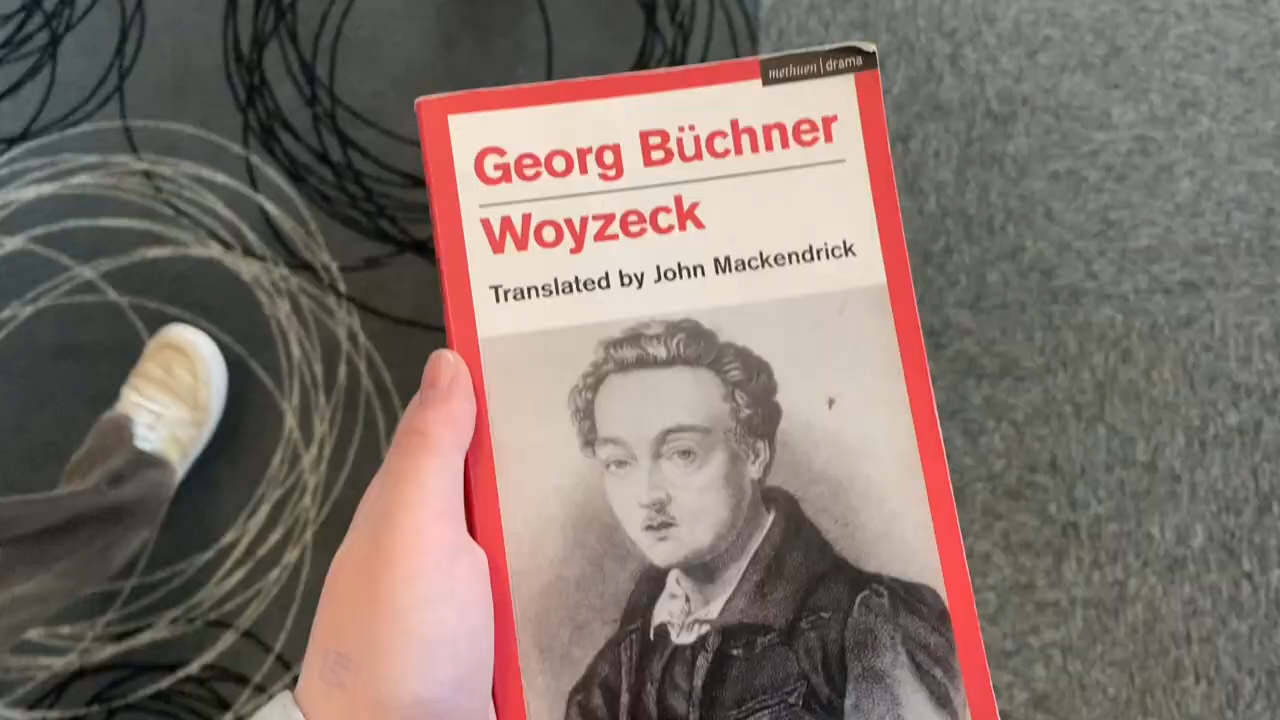 methuen | drama
Georg Büchner
Woyzeck
Translated by John Mackendrick